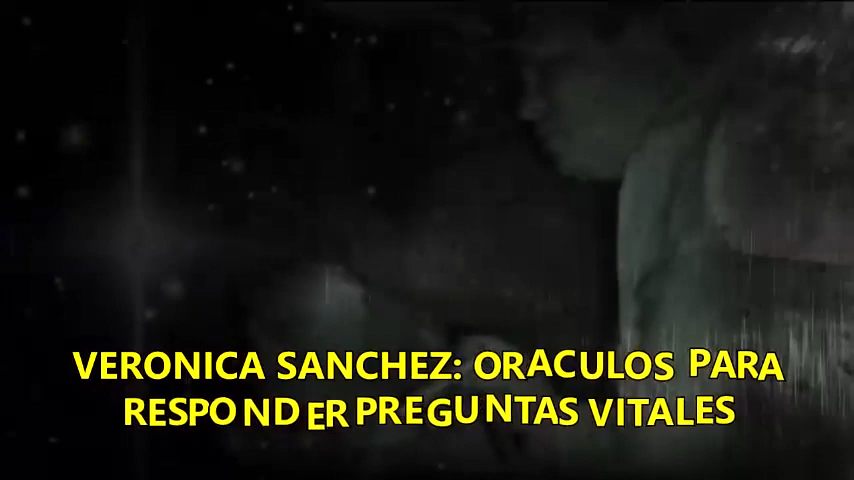 VERONICA SANCHEZ: ORACULOS PARA
RESPONDER PREGUNTAS VITALES